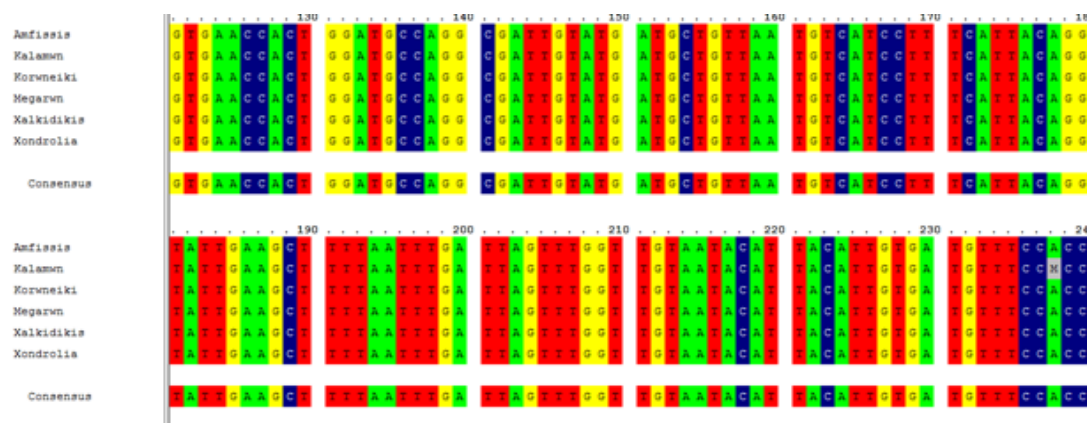 130 140 150 160 170 18
Amfissis GTGAACCACT GGATGCCAGG CGATTGTATG ATGCTGTTAA TGTCATCCTT TCATTACAGG
Kalamwn GTGAACCACT GGATGCCAGG CGATTGTATG ATGCTGTTAA TGTCATCCTT TCATTACAGG
Korwneiki GTGAACCACT GGATGCCAGG CGATTGTATG ATGCTGTTAA TGTCATCCTT TCATTACAGG
Megarwn GTGAACCACT GGATGCCAGG CGATTGTATG ATGCTGTTAA TGTCATCCTT TCATTACAGG
Xalkidikis GTGAACCACT GGATGCCAGG CGATTGTATG ATGCTGTTAA TGTCATCCTT TCATTACAGG
Xondrolia GTGAACCACT GGATGCCAGG CGATTGTATG ATGCTGTTAA TGTCATCCTT TCATTACAGG
Consensus GTGAACCACT GGATGCCAGG CGATTGTATG ATGCTGTTAA TGTCATCCTT TCATTACAGG
190 200 210 220 230 24
Amfissis TATTGAAGCT TTTAATTTGA TTAGTTTGGT TGTAATACAT TACATTGTGA TGTTTCCACC
Kalamwn TATTGAAGCT TTTAATTTGA TTAGTTTGGT TGTAATACAT TACATTGTGA TGTTTCCMCC
Korwneiki TATTGAAGCT TTTAATTTGA TTAGTTTGGT TGTAATACAT TACATTGTGA TGTTTCCACC
Megarwn TATTGAAGCT TTTAATTTGA TTAGTTTGGT TGTAATACAT TACATTGTGA TGTTTCCACC
Xalkidikis TATTGAAGCT TTTAATTTGA TTAGTTTGGT TGTAATACAT TACATTGTGA TGTTTCCACC
Xondrolia TATTGAAGCT TTTAATTTGA TTAGTTTGGT TGTAATACAT TACATTGTGA TGTTTCCACC
Consensus TATTGAAGCT TTTAATTTGA TTAGTTTGGT TGTAATACAT TACATTGTGA TGTTTCCACC